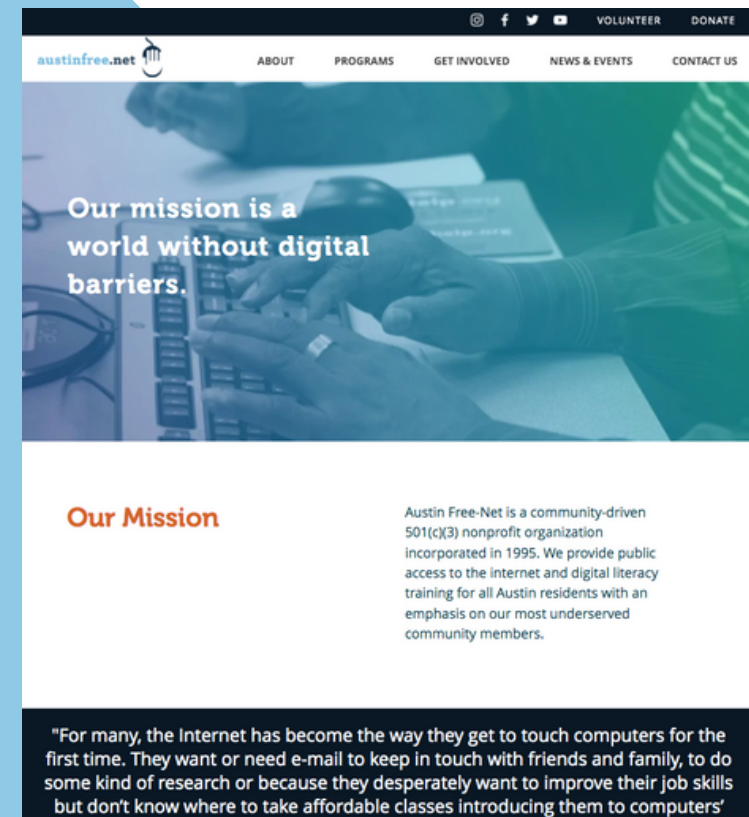 VOLUNTEER DONATE
austinfree.net ABOUT PROGRAMS GET INVOLVED NEWS & EVENTS CONTACT US
Our mission is a
world without digital
barriers.
help.org
help.org
Our Mission
Austin Free-Net is a community-driven
501(c)(3) nonprofit organization
incorporated in 1995. We provide public
access to the internet and digital literacy
training for all Austin residents with an
emphasis on our most underserved
community members.
"For many, the Internet has become the way they get to touch computers for the
first time. They want or need e-mail to keep in touch with friends and family, to do
some kind of research or because they desperately want to improve their job skills
but don’t know where to take affordable classes introducing them to computers’